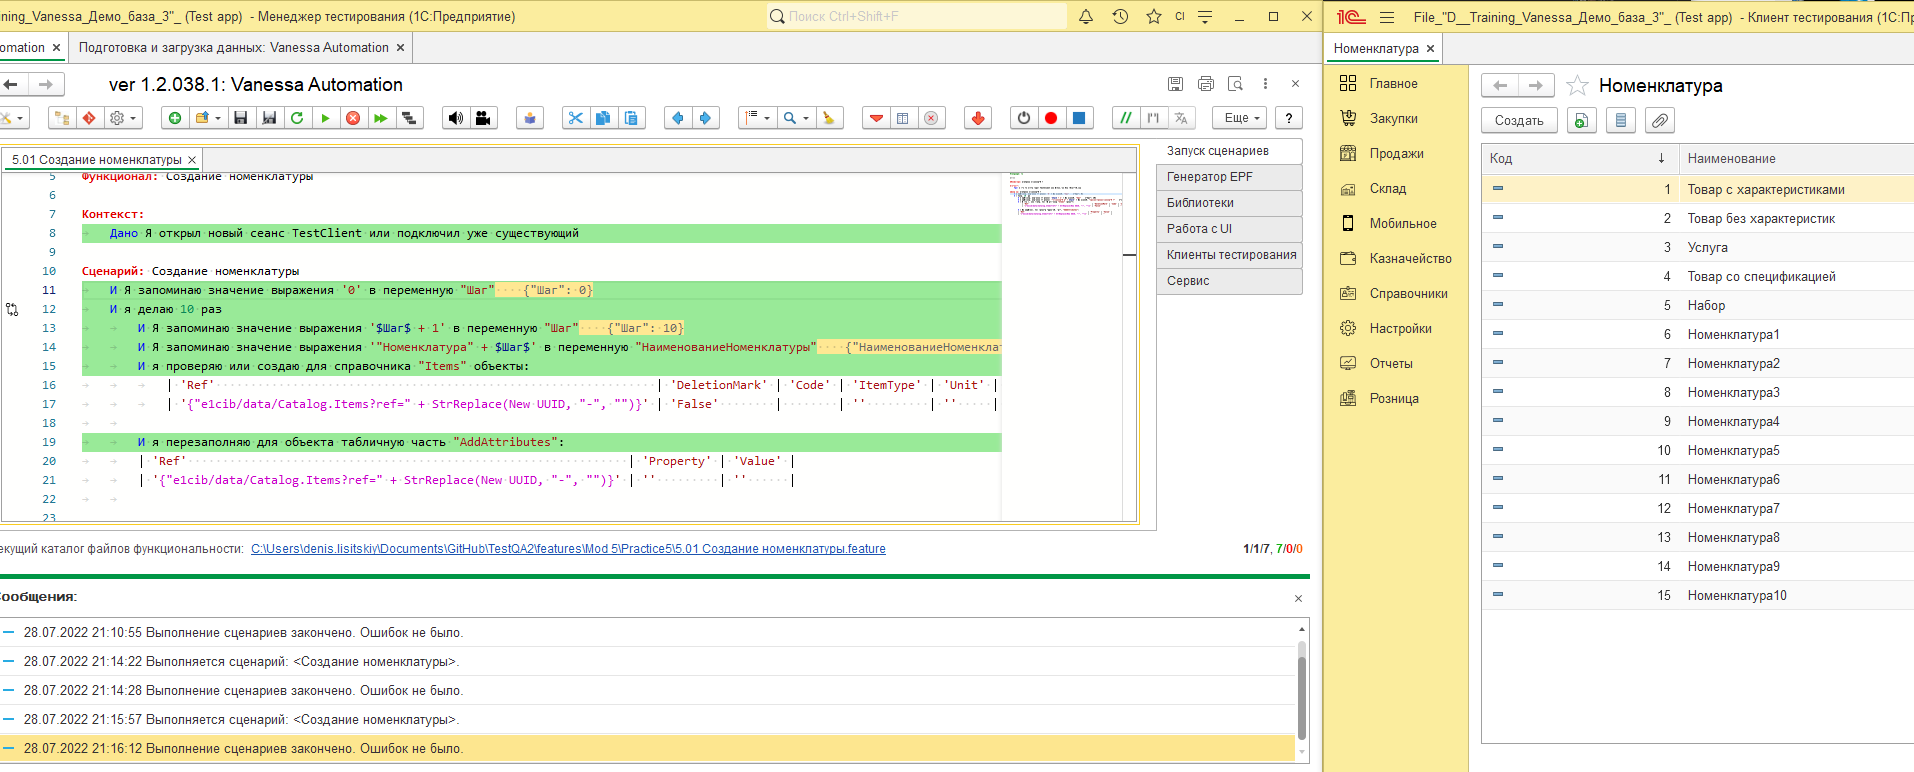 ning_Vanessa_Демо_база_3"_ (Test app) - Менеджер тестирования (1С:Предприятие)
Поиск Ctrl+Shift+F
CI
omation ×
Подготовка и загрузка данных: Vanessa Automation ×
ver 1.2.038.1: Vanessa Automation
Еще
?
5.01 Создание номенклатуры ×
5 Функционал: Создание номенклатуры
6
7 Контекст:
8 Дано Я открыл новый сеанс TestClient или подключил уже существующий
9
10 Сценарий: Создание номенклатуры
11 И Я запоминаю значение выражения '0' в переменную "Шаг" {"Шаг": 0}
12 И я делаю 10 раз
13 И Я запоминаю значение выражения '$Шаг$ + 1' в переменную "Шаг" {"Шаг": 10}
14 И Я запоминаю значение выражения '"Номенклатура" + $Шаг$' в переменную "НаименованиеНоменклатуры" {"НаименованиеНоменклат
15 И я проверяю или создаю для справочника "Items" объекты:
16 | 'Ref' | 'DeletionMark' | 'Code' | 'ItemType' | 'Unit' |
17 | '{"e1cib/data/Catalog.Items?ref=" + StrReplace(New UUID, "-", "")}' | 'False' | | '' | '' |
18
19 И я перезаполняю для объекта табличную часть "AddAttributes":
20 | 'Ref' | 'Property' | 'Value' |
21 | '{"e1cib/data/Catalog.Items?ref=" + StrReplace(New UUID, "-", "")}' | '' | '' |
22
23
Запуск сценариев
Генератор EPF
Библиотеки
Работа с UI
Клиенты тестирования
Сервис
екущий каталог файлов функциональности: C:\Users\denis.lisitskiy\Documents\GitHub\TestQA2\features\Mod 5\Practice5\5.01 Создание номенклатуры.feature
1/1/7, 7/0/0
Сообщения:
28.07.2022 21:10:55 Выполнение сценариев закончено. Ошибок не было.
28.07.2022 21:14:22 Выполняется сценарий: <Создание номенклатуры>.
28.07.2022 21:14:28 Выполнение сценариев закончено. Ошибок не было.
28.07.2022 21:15:57 Выполняется сценарий: <Создание номенклатуры>.
28.07.2022 21:16:12 Выполнение сценариев закончено. Ошибок не было.
File_"D__Training_Vanessa_Демо_база_3"_ (Test app) - Клиент тестирования (1С:Пр
Номенклатура ×
Главное
Закупки
Продажи
Склад
Мобильное
Казначейство
Справочники
Настройки
Отчеты
Розница
Номенклатура
Создать
Код ↓ Наименование
1 Товар с характеристиками
2 Товар без характеристик
3 Услуга
4 Товар со спецификацией
5 Набор
6 Номенклатура1
7 Номенклатура2
8 Номенклатура3
9 Номенклатура4
10 Номенклатура5
11 Номенклатура6
12 Номенклатура7
13 Номенклатура8
14 Номенклатура9
15 Номенклатура10